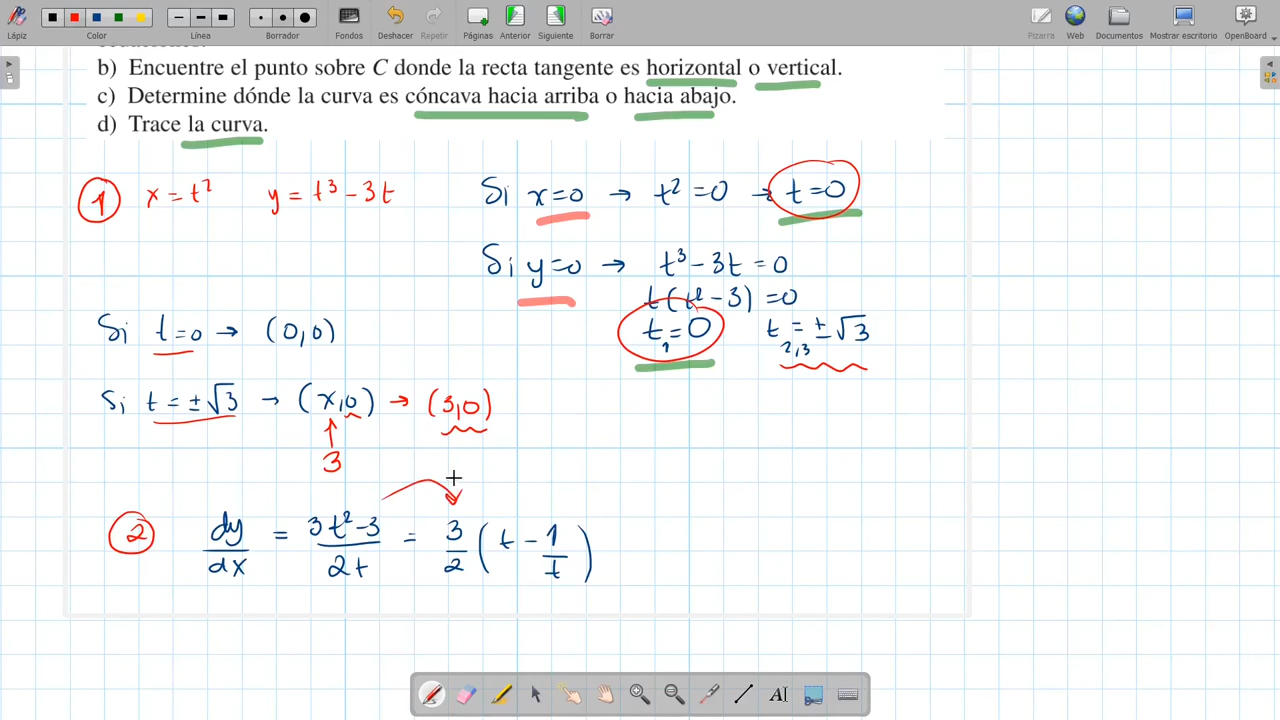 Lápiz Color Línea Borrador Fondos Deshacer Repetir Páginas Anterior Siguiente Borrar Pizarra Web Documentos Mostrar escritorio OpenBoard
b) Encuentre el punto sobre C donde la recta tangente es horizontal o vertical.
c) Determine dónde la curva es cóncava hacia arriba o hacia abajo.
d) Trace la curva.
1 x = t² y = t³ - 3t Si x=0 → t² = 0 → t = 0
Si y=0 → t³ - 3t = 0
t(t² - 3) = 0
Si t=0 → (0,0) t₁ = 0 t₂,₃ = ±√3
Si t = ±√3 → (x,0) → (3,0)
3
2 dy/dx = 3t²-3/2t = 3/2 (t - 1/t)